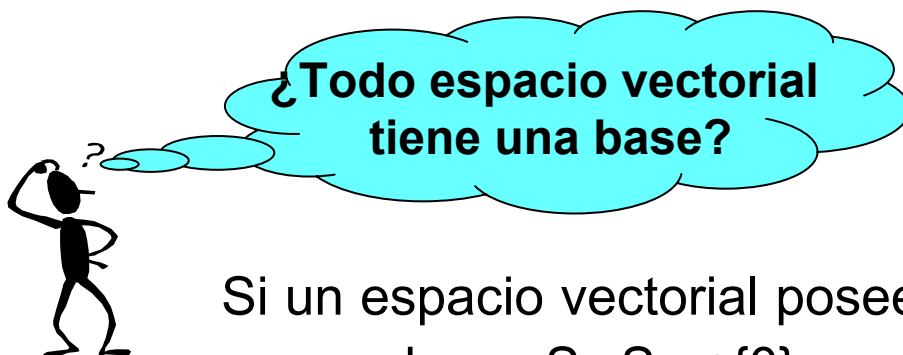 ¿Todo espacio vectorial
tiene una base?
?
Si un espacio vectorial posee